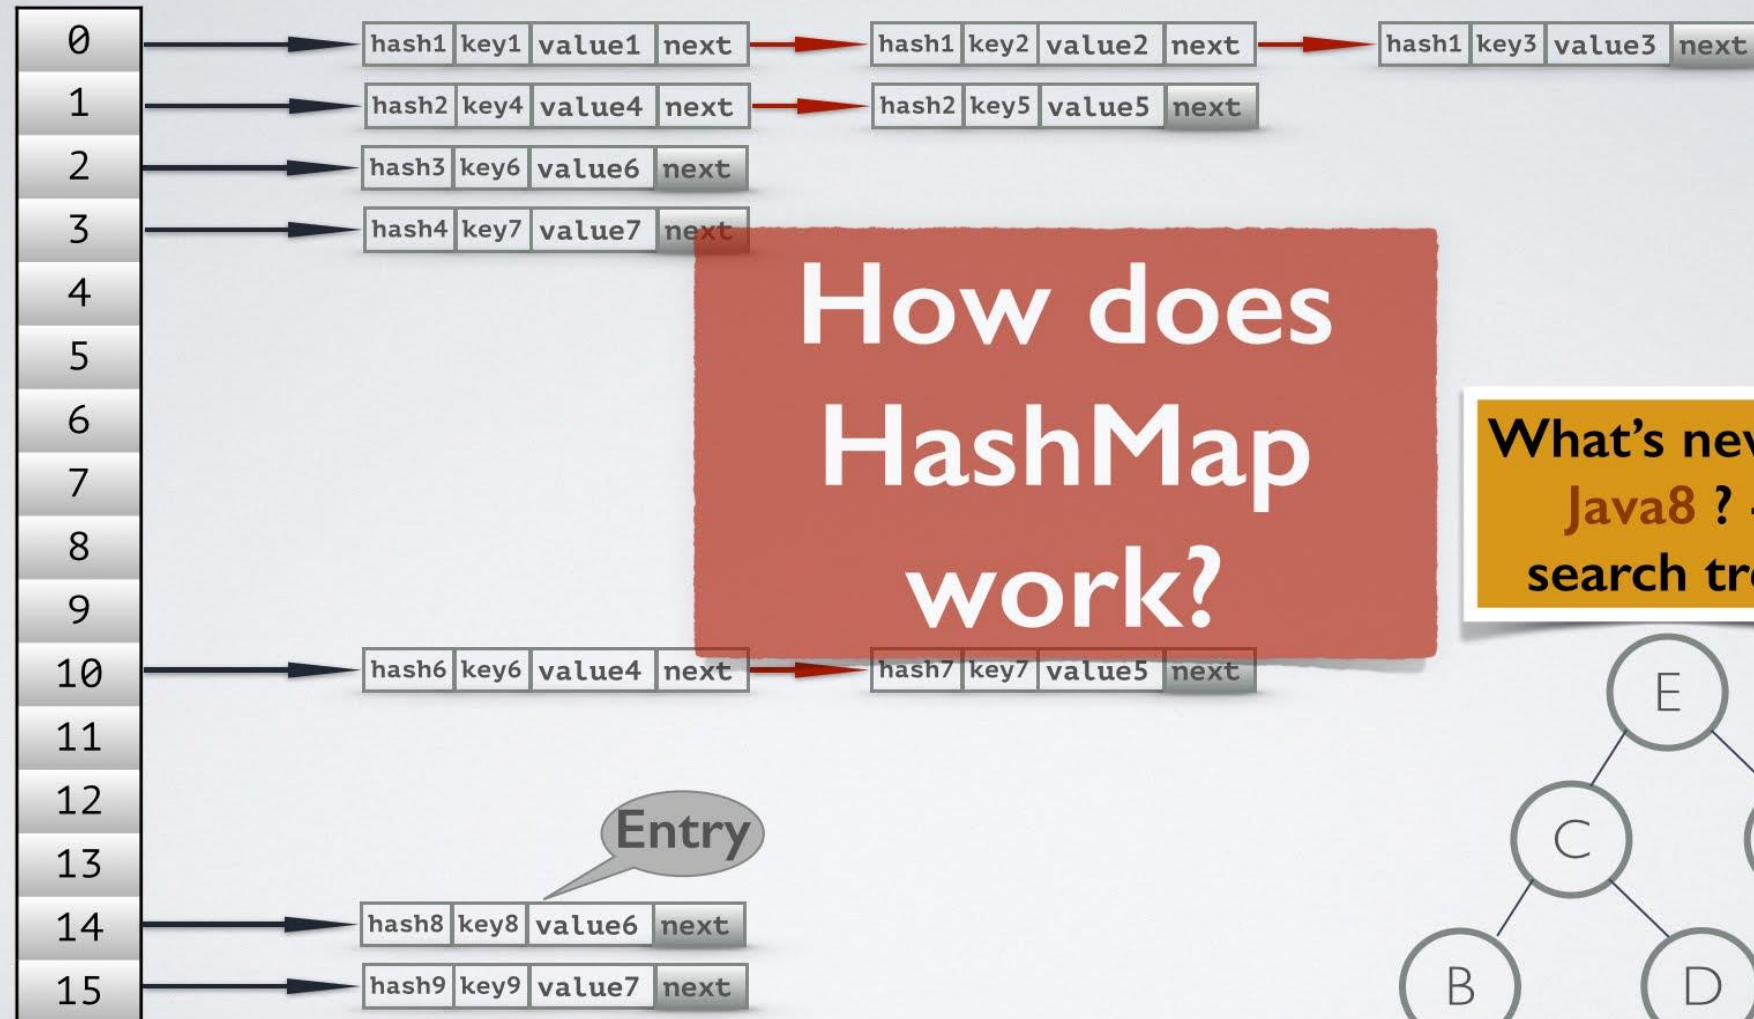 0 hash1 key1 value1 next hash1 key2 value2 next hash1 key3 value3 next
1 hash2 key4 value4 next hash2 key5 value5 next
2 hash3 key6 value6 next
3 hash4 key7 value7 next
4
5
6
7
8
9
How does
HashMap
work?
What's
Java8 ?
search
10 hash6 key6 value4 next hash7 key7 value5 next
11
12
13
Entry
14 hash8 key8 value6 next
15 hash9 key9 value7 next
E
C
B D